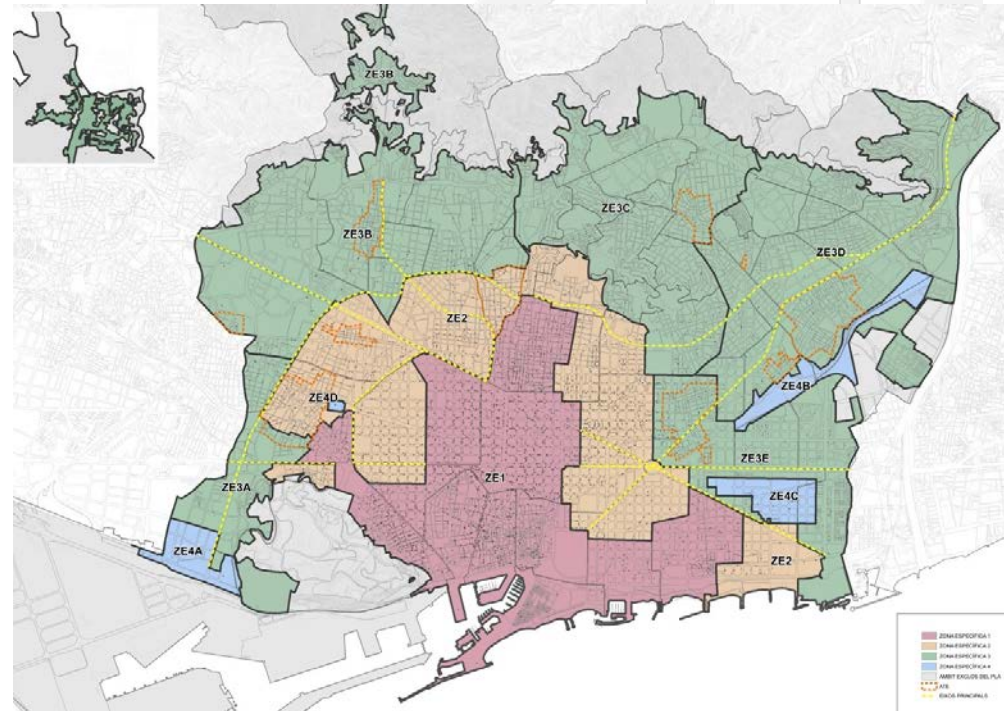 ZE3B
ZE3C
ZE3B
ZE3D
ZE2
ZE4B
ZE4D
ZE3E
ZE1
ZE3A
ZE4C
ZE4A
ZE2
ZONA ESPECÍFICA 1
ZONA ESPECÍFICA 2
ZONA ESPECÍFICA 3
ZONA ESPECÍFICA 4
ÀMBIT EXCLÒS DEL PLA
ATE
EIXOS PRINCIPALS